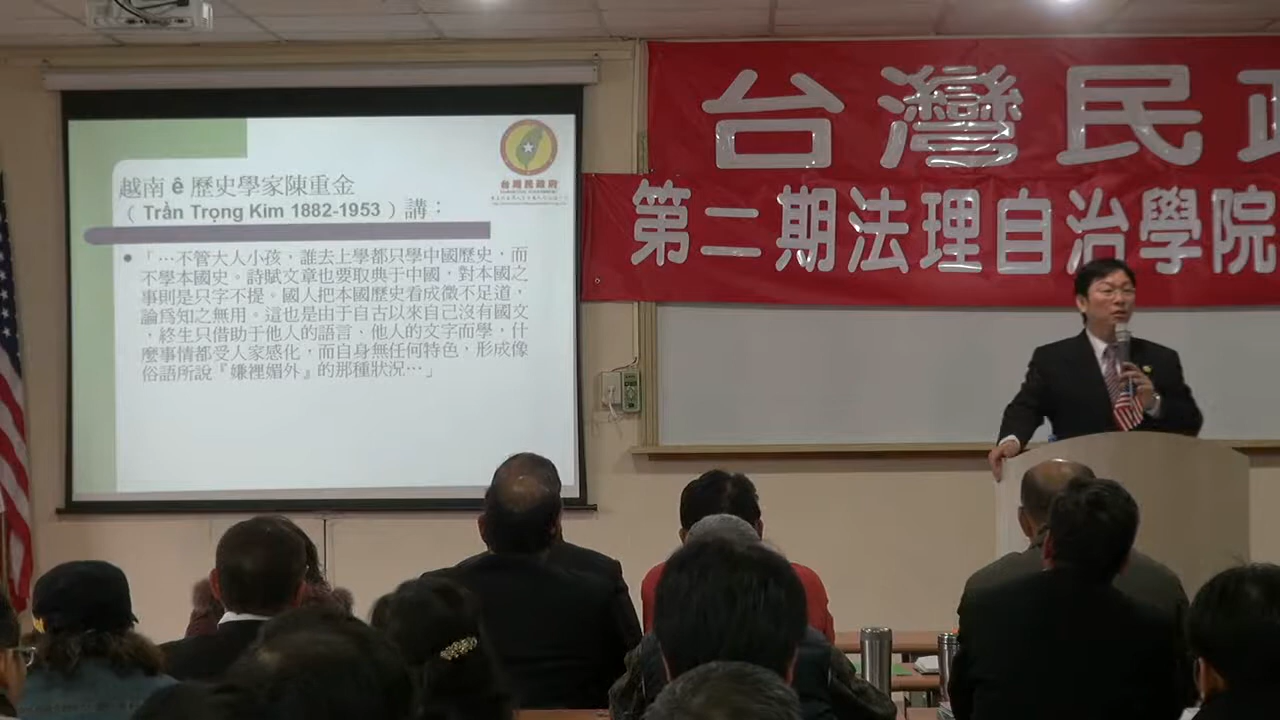 台灣民政
第二期法理自治學院
台灣民政府
越南 ê 歷史學家陳重金
(Trần Trọng Kim 1882-1953)講：
「…不管大人小孩，誰去上學都只學中國歷史，而
不學本國史。詩賦文章也要取典于中國，對本國之
事則是只字不提。國人把本國歷史看成微不足道，
論為知之無用。這也是由于自古以來自己沒有國文
，終生只借助于他人的語言、他人的文字而學，什
麼事情都受人家感化，而自身無任何特色，形成像
俗語所說『嫌裡媚外』的那種狀況…」